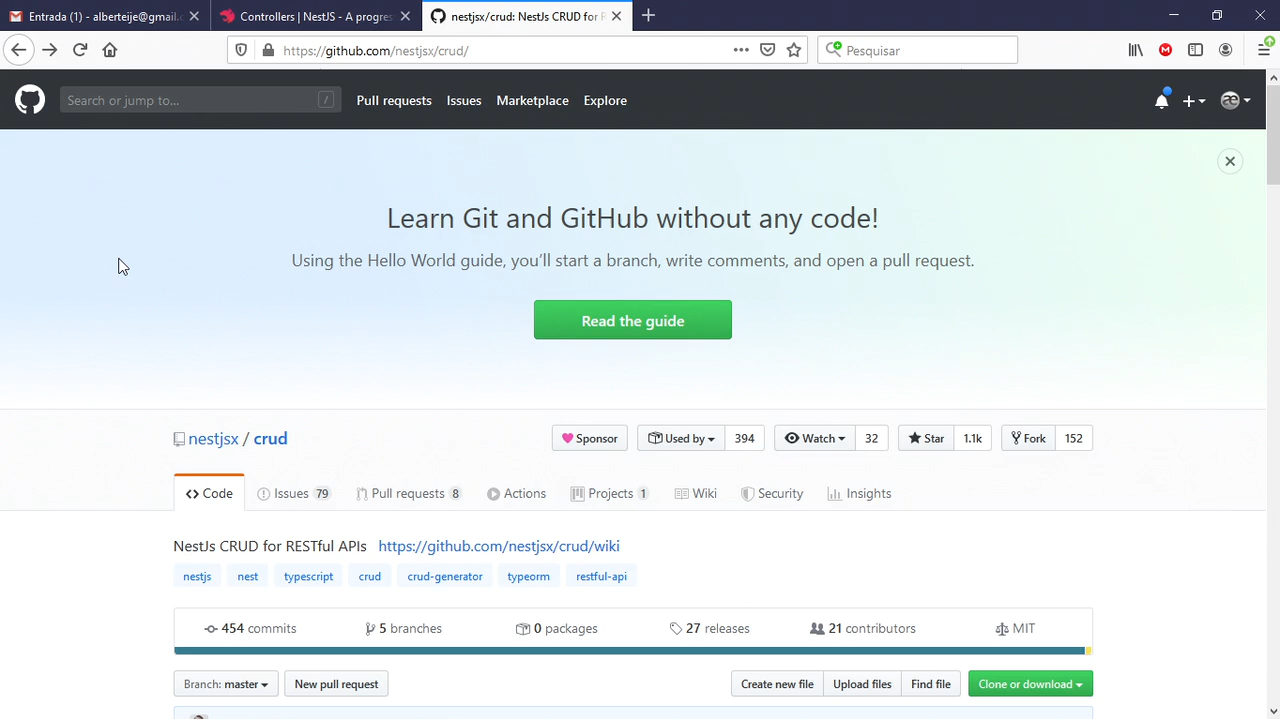 Entrada (1) - alberteije@gmail.
Controllers | NestJS - A progres
nestjsx/crud: NestJs CRUD for R
https://github.com/nestjsx/crud/
Pesquisar
Search or jump to...
/
Pull requests
Issues
Marketplace
Explore
Learn Git and GitHub without any code!
Using the Hello World guide, you’ll start a branch, write comments, and open a pull request.
Read the guide
nestjsx / crud
Sponsor
Used by
394
Watch
32
Star
1.1k
Fork
152
Code
Issues 79
Pull requests 8
Actions
Projects 1
Wiki
Security
Insights
NestJs CRUD for RESTful APIs https://github.com/nestjsx/crud/wiki
nestjs
nest
typescript
crud
crud-generator
typeorm
restful-api
454 commits
5 branches
0 packages
27 releases
21 contributors
MIT
Branch: master
New pull request
Create new file
Upload files
Find file
Clone or download